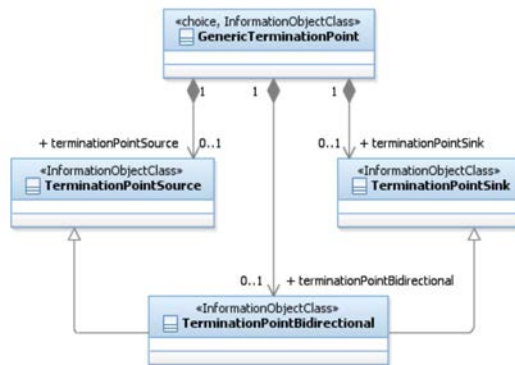 «choice, InformationObjectClass»
GenericTerminationPoint
1
1
1
+ terminationPointSource
0..1
0..1
+ terminationPointSink
«InformationObjectClass»
TerminationPointSource
«InformationObjectClass»
TerminationPointSink
0..1
+ terminationPointBidirectional
«InformationObjectClass»
TerminationPointBidirectional